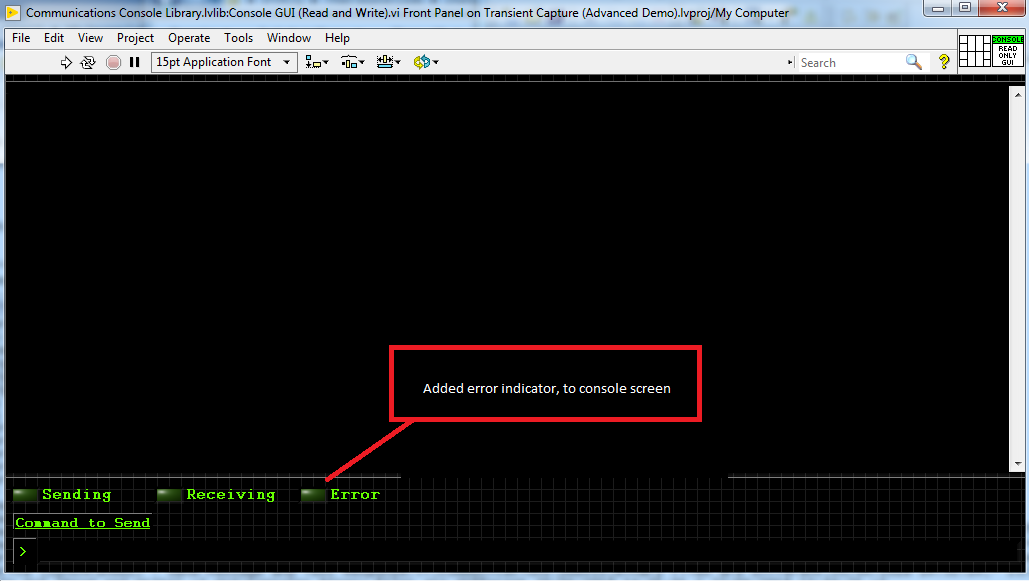 Communications Console Library.lvlib:Console GUI (Read and Write).vi Front Panel on Transient Capture (Advanced Demo).lvproj/My Computer
File Edit View Project Operate Tools Window Help
15pt Application Font
Search
?
CONSOLE
READ
ONLY
GUI
Added error indicator, to console screen
Sending Receiving Error
Command to Send
>